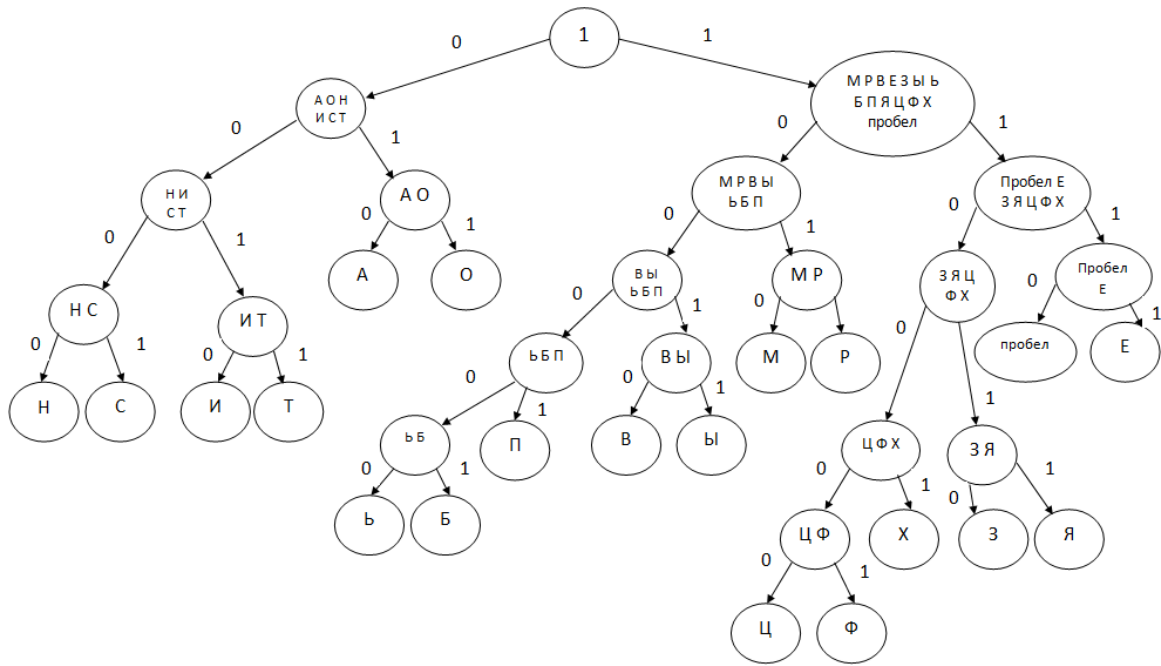 1
0
1
А О Н
И С Т
М Р В Е З Ы Ь
Б П Я Ц Ф Х
пробел
0
1
0
1
Н И
С Т
А О
М Р В Ы
Ь Б П
Пробел Е
З Я Ц Ф Х
0
1
0
1
0
1
0
1
Н С
И Т
А
О
В Ы
Ь Б П
М Р
З Я Ц
Ф Х
Пробел
Е
0
1
0
1
0
1
0
0
1
0
1
Н
С
И
Т
Ь Б П
В Ы
М
Р
пробел
Е
0
1
0
1
Ь Б
П
В
Ы
Ц Ф Х
З Я
0
1
0
1
0
1
Ь
Б
Ц Ф
Х
З
Я
0
1
Ц
Ф